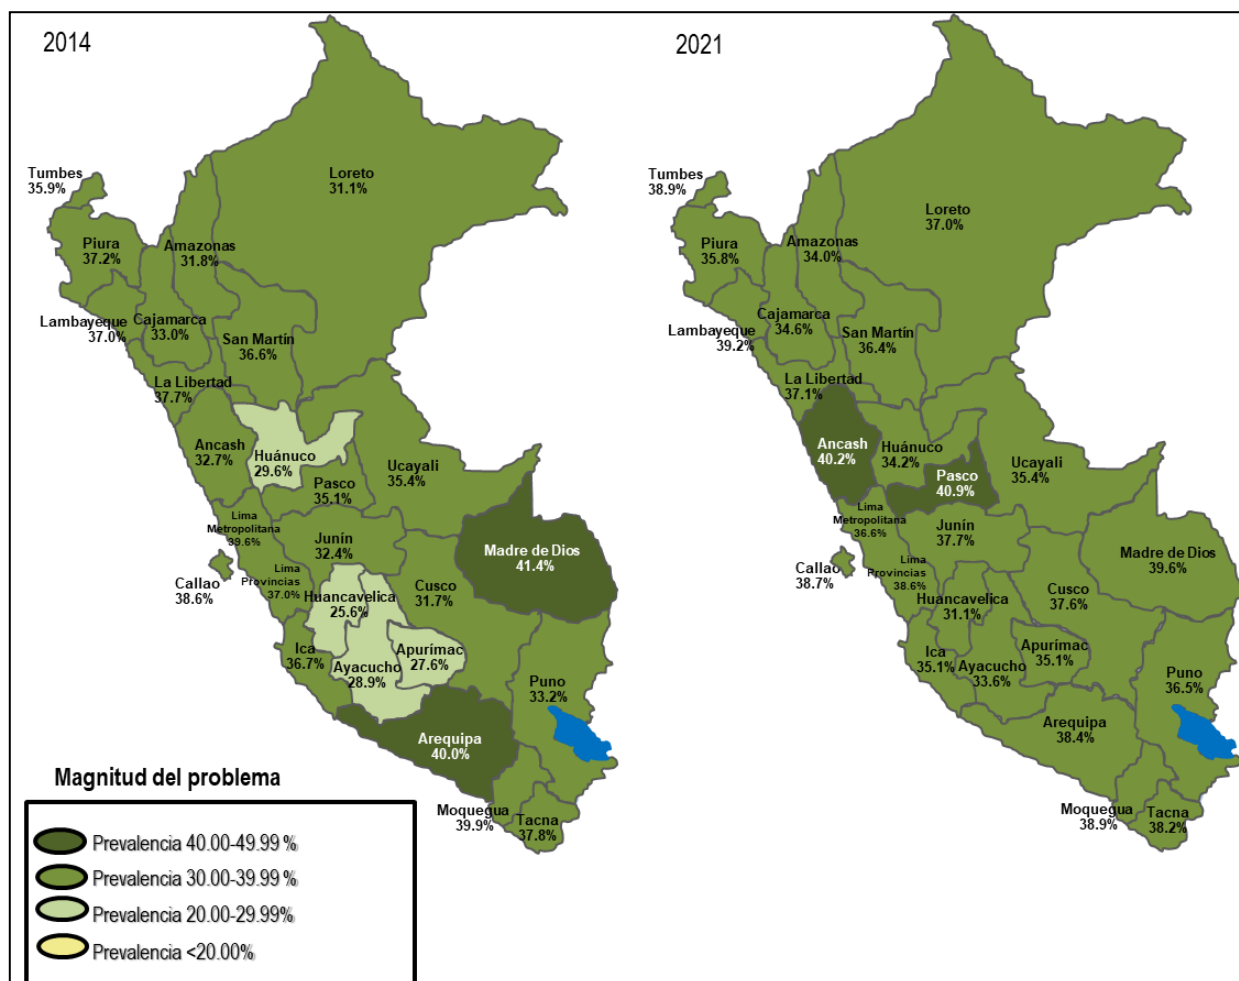 2014
Tumbes
35.9%
Loreto
31.1%
Piura
37.2%
Amazonas
31.8%
Lambayeque
37.0%
Cajamarca
33.0%
San Martín
36.6%
La Libertad
37.7%
Ancash
32.7%
Huánuco
29.6%
Ucayali
35.4%
Pasco
35.1%
Lima
Metropolitana
39.6%
Junín
32.4%
Madre de Dios
41.4%
Callao
38.6%
Lima
Provincias
37.0%
Huancavelica
25.6%
Cusco
31.7%
Ica
36.7%
Ayacucho
28.9%
Apurímac
27.6%
Puno
33.2%
Arequipa
40.0%
Moquegua
39.9%
Tacna
37.8%
2021
Tumbes
38.9%
Loreto
37.0%
Piura
35.8%
Amazonas
34.0%
Lambayeque
39.2%
Cajamarca
34.6%
San Martín
36.4%
La Libertad
37.1%
Ancash
40.2%
Huánuco
34.2%
Ucayali
35.4%
Pasco
40.9%
Lima
Metropolitana
36.6%
Junín
37.7%
Madre de Dios
39.6%
Callao
38.7%
Lima
Provincias
38.6%
Huancavelica
31.1%
Cusco
37.6%
Ica
35.1%
Ayacucho
33.6%
Apurímac
35.1%
Puno
36.5%
Arequipa
38.4%
Moquegua
38.9%
Tacna
38.2%
Magnitud del problema
Prevalencia 40.00-49.99 %
Prevalencia 30.00-39.99 %
Prevalencia 20.00-29.99%
Prevalencia <20.00%